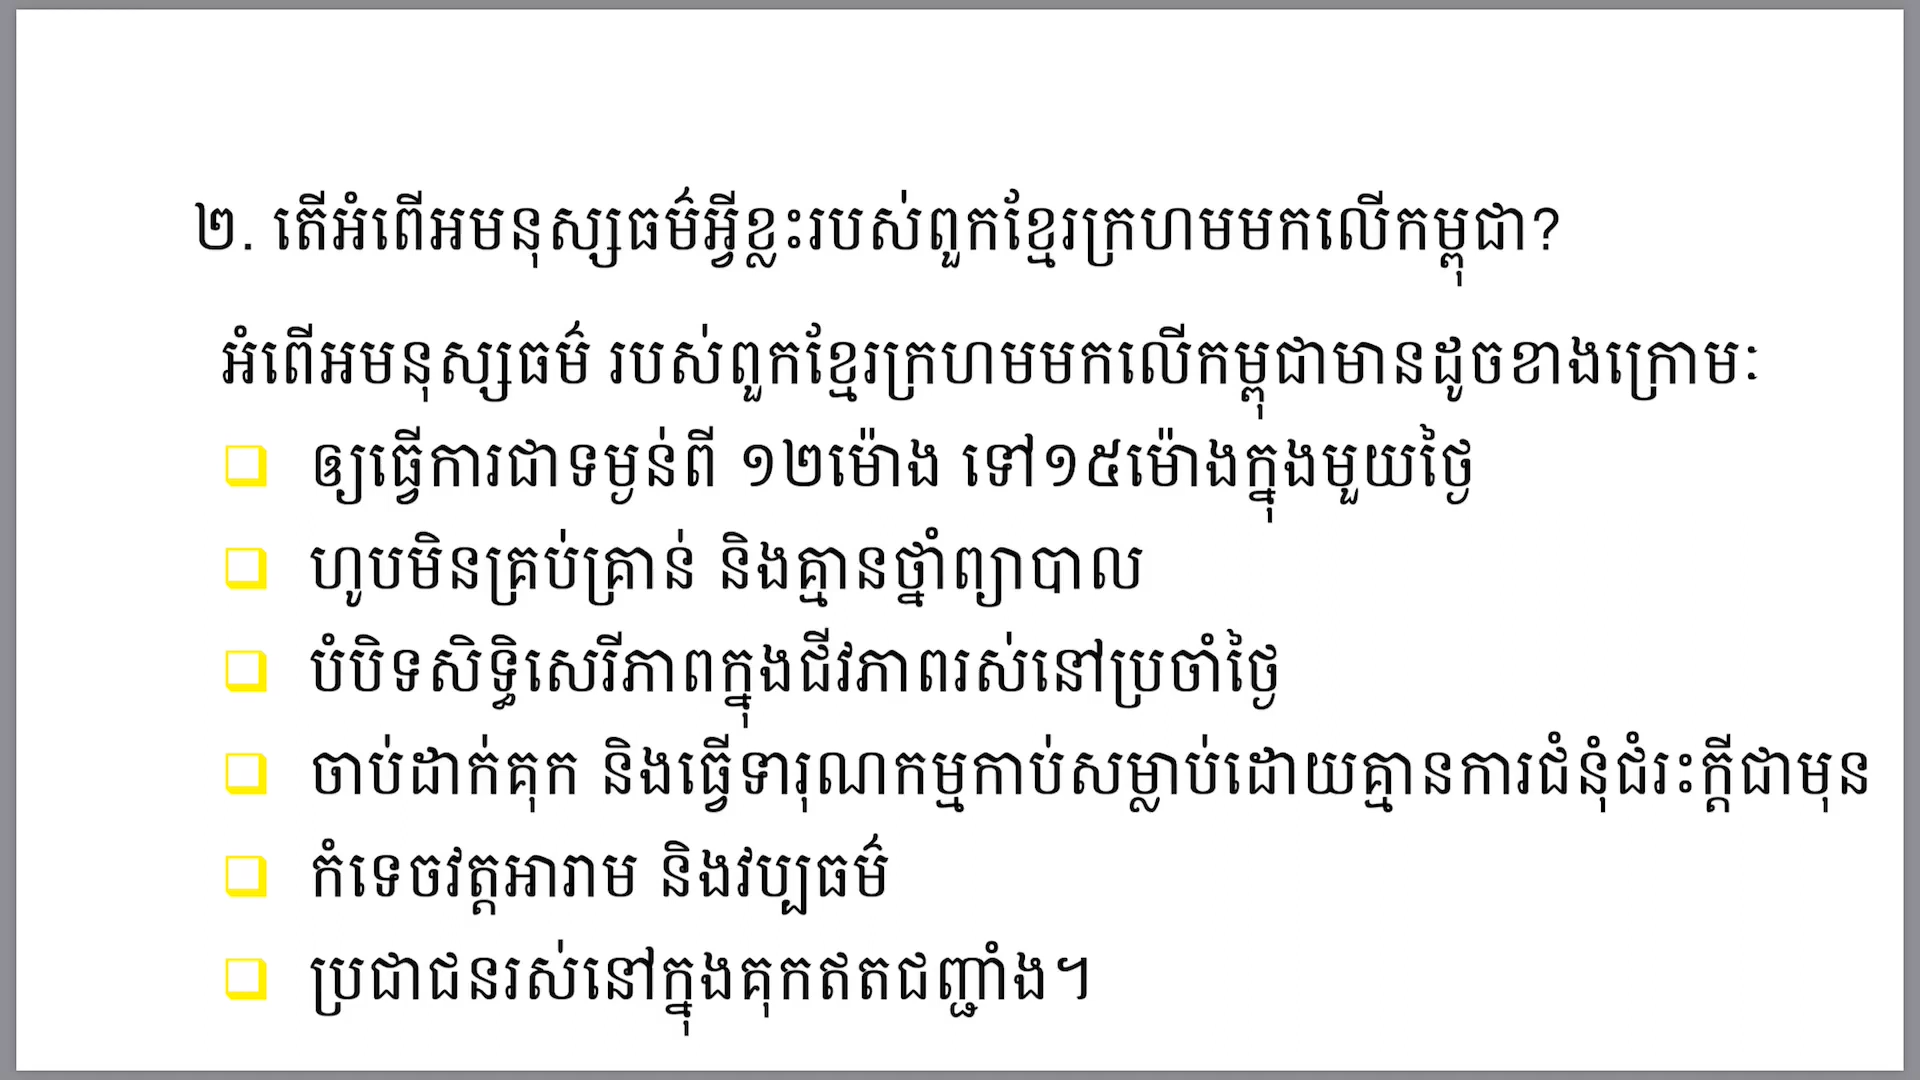 ២. តើអំពើអមនុស្សធម៌អ្វីខ្លះរបស់ពួកខ្មែរក្រហមមកលើកម្ពុជា?
អំពើអមនុស្សធម៌ របស់ពួកខ្មែរក្រហមមកលើកម្ពុជាមានដូចខាងក្រោមៈ
ឲ្យធ្វើការជាទម្ងន់ពី ១២ម៉ោង ទៅ១៥ម៉ោងក្នុងមួយថ្ងៃ
ហូបមិនគ្រប់គ្រាន់ និងគ្មានថ្នាំព្យាបាល
បំបិទសិទ្ធិសេរីភាពក្នុងជីវភាពរស់នៅប្រចាំថ្ងៃ
ចាប់ដាក់គុក និងធ្វើទារុណកម្មកាប់សម្លាប់ដោយគ្មានការជំនុំជំរះក្ដីជាមុន
កំទេចវត្តអារាម និងវប្បធម៌
ប្រជាជនរស់នៅក្នុងគុកឥតជញ្ជាំង។